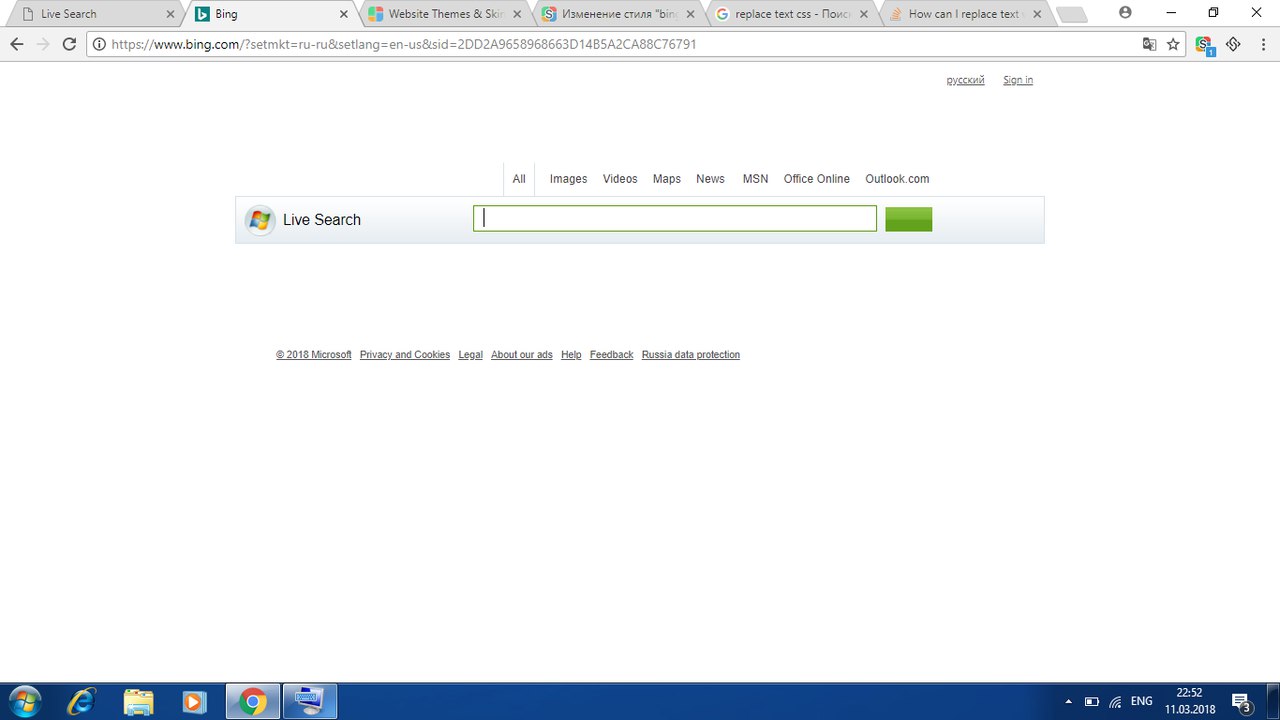 Live Search
Bing
Website Themes & Skin
Изменение стиля "bing
replace text css - Поиск
How can I replace text
https://www.bing.com/?setmkt=ru-ru&setlang=en-us&sid=2DD2A9658968663D14B5A2CA88C76791
1
русский Sign in
All Images Videos Maps News MSN Office Online Outlook.com
Live Search
© 2018 Microsoft Privacy and Cookies Legal About our ads Help Feedback Russia data protection
ENG
22:52
11.03.2018
3